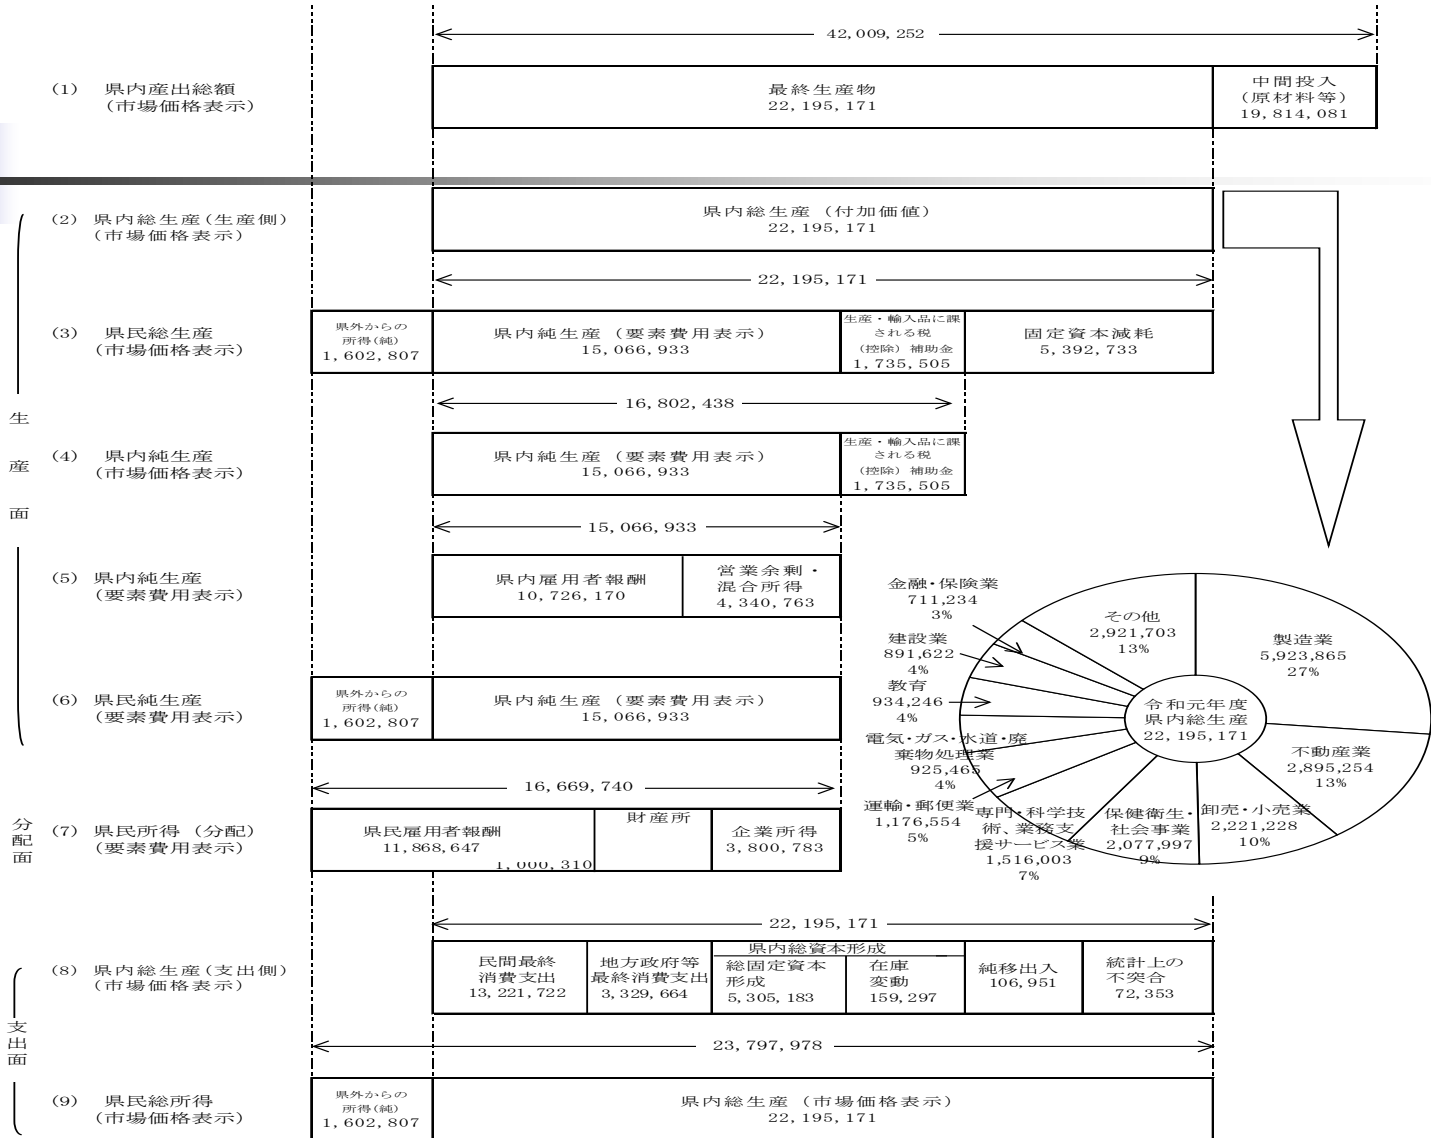 42,009,252
(1) 県内産出総額
(市場価格表示)
最終生産物
22,195,171
中間投入
(原材料等)
19,814,081
生産面
(2) 県内総生産(生産側)
(市場価格表示)
県内総生産 (付加価値)
22,195,171
22,195,171
(3) 県民総生産
(市場価格表示)
県外からの
所得(純)
1,602,807
県内純生産 (要素費用表示)
15,066,933
生産・輸入品に課
される税
(控除) 補助金
1,735,505
固定資本減耗
5,392,733
16,802,438
(4) 県内純生産
(市場価格表示)
県内純生産 (要素費用表示)
15,066,933
生産・輸入品に課
される税
(控除) 補助金
1,735,505
15,066,933
(5) 県内純生産
(要素費用表示)
県内雇用者報酬
10,726,170
営業余剰・
混合所得
4,340,763
(6) 県民純生産
(要素費用表示)
県外からの
所得(純)
1,602,807
県内純生産 (要素費用表示)
15,066,933
16,669,740
分配面
(7) 県民所得 (分配)
(要素費用表示)
県民雇用者報酬
11,868,647
財産所
1,000,310
企業所得
3,800,783
令和元年度
県内総生産
22,195,171
製造業
5,923,865
27%
不動産業
2,895,254
13%
卸売・小売業
2,221,228
10%
保健衛生・
社会事業
2,077,997
9%
専門・科学技
術、業務支
援サービス業
1,516,003
7%
運輸・郵便業
1,176,554
5%
電気・ガス・水道・廃
棄物処理業
925,465
4%
教育
934,246
4%
建設業
891,622
4%
金融・保険業
711,234
3%
その他
2,921,703
13%
22,195,171
支出面
(8) 県内総生産(支出側)
(市場価格表示)
民間最終
消費支出
13,221,722
地方政府等
最終消費支出
3,329,664
県内総資本形成
総固定資本
形成
5,305,183
在庫
変動
159,297
純移出入
106,951
統計上の
不突合
72,353
23,797,978
(9) 県民総所得
(市場価格表示)
県外からの
所得(純)
1,602,807
県内総生産 (市場価格表示)
22,195,171